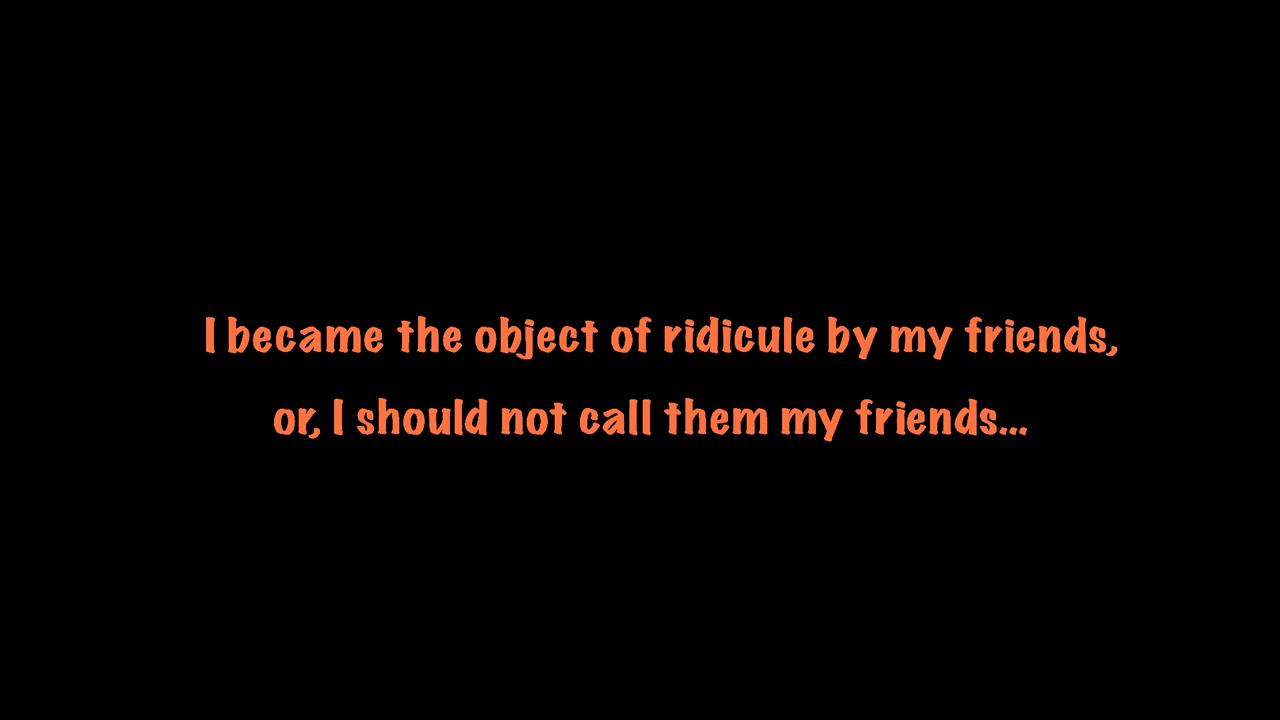 I became the object of ridicule by my friends,
or, I should not call them my friends...